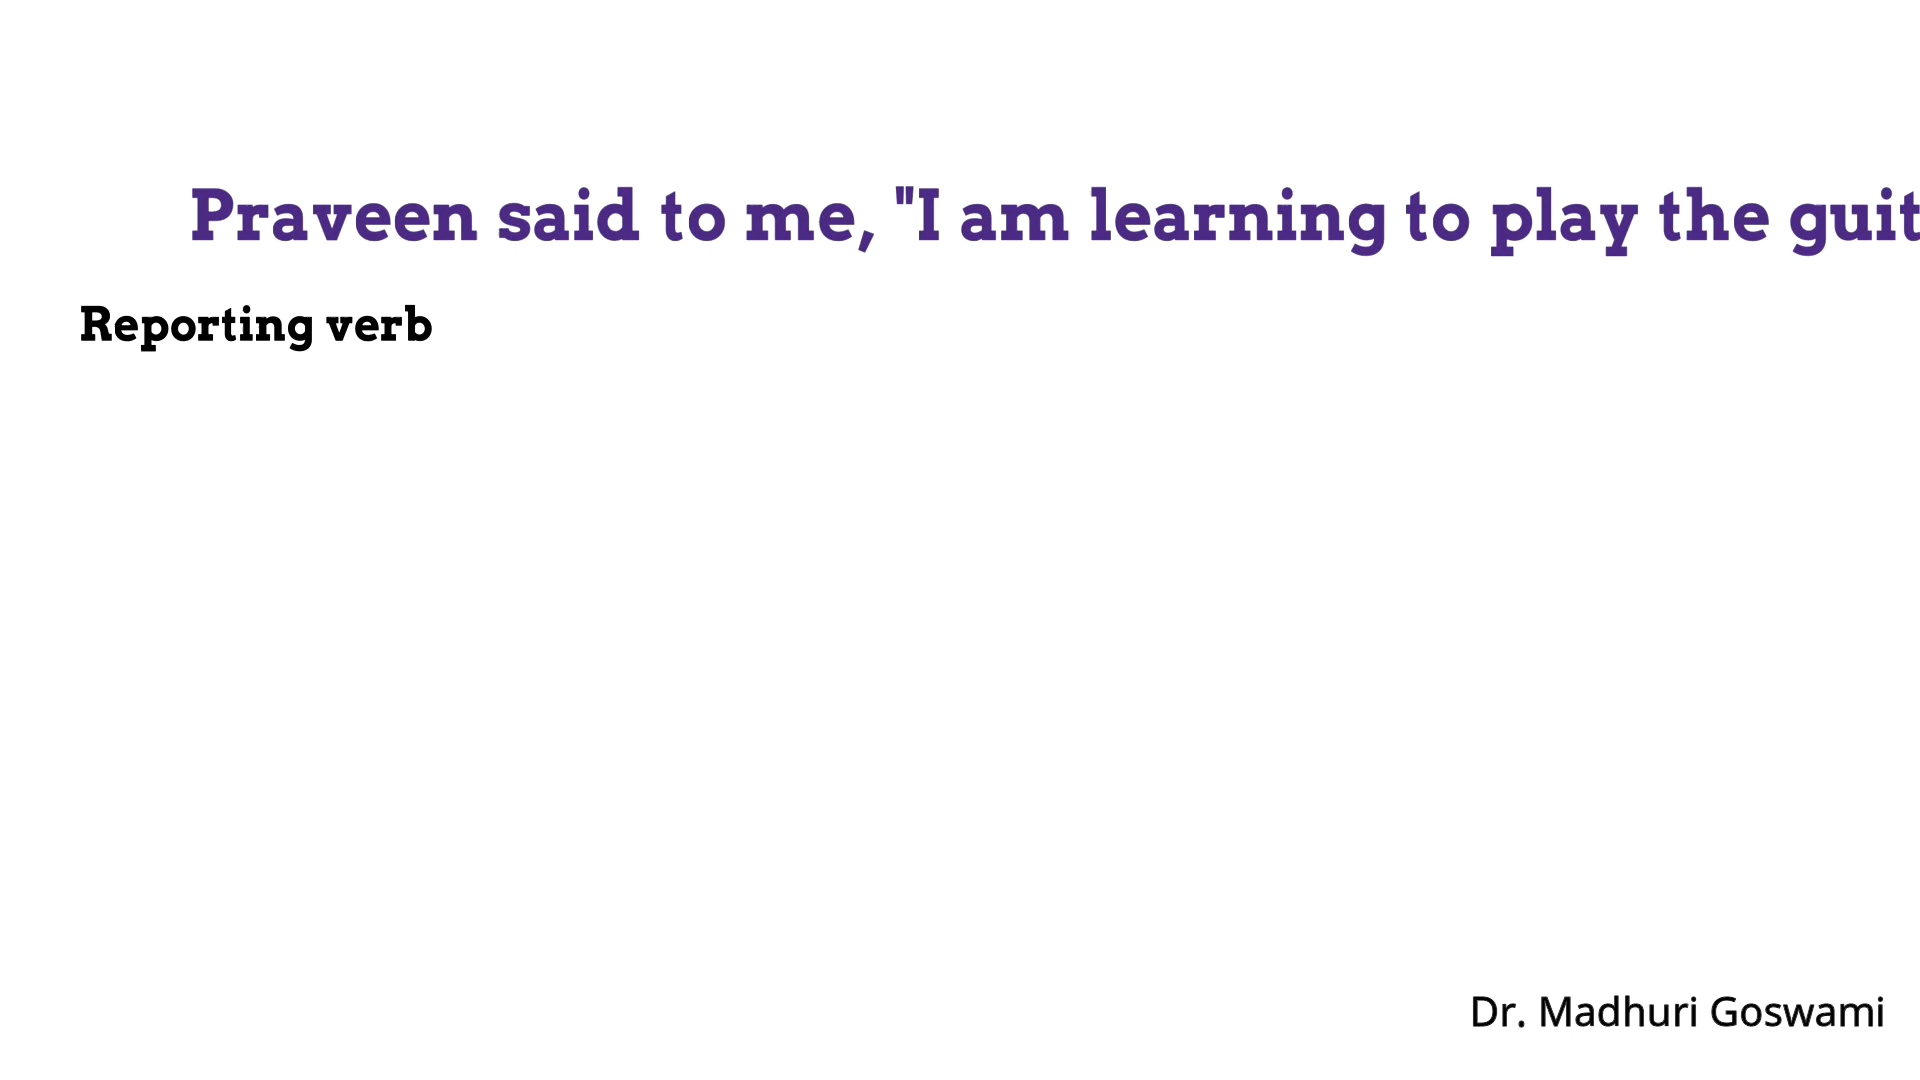 Praveen said to me, "I am learning to play the guit
Reporting verb
Dr. Madhuri Goswami